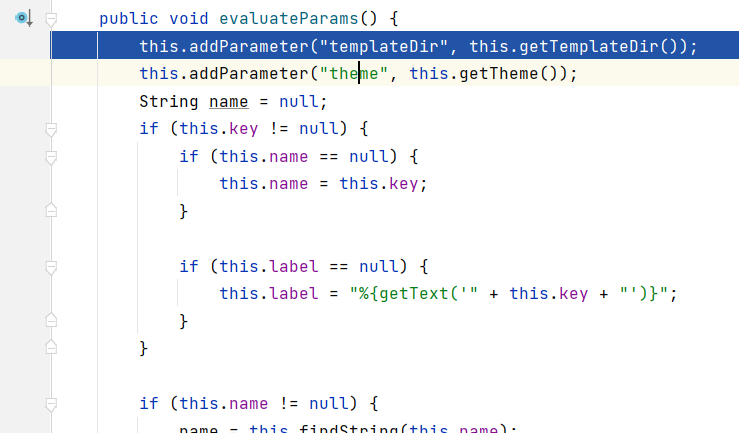 public void evaluateParams() {
this.addParameter("templateDir", this.getTemplateDir());
this.addParameter("theme", this.getTheme());
String name = null;
if (this.key != null) {
if (this.name == null) {
this.name = this.key;
}
if (this.label == null) {
this.label = "%{getText('" + this.key + "')}";
}
}
if (this.name != null) {
name = this.findString(this.name);